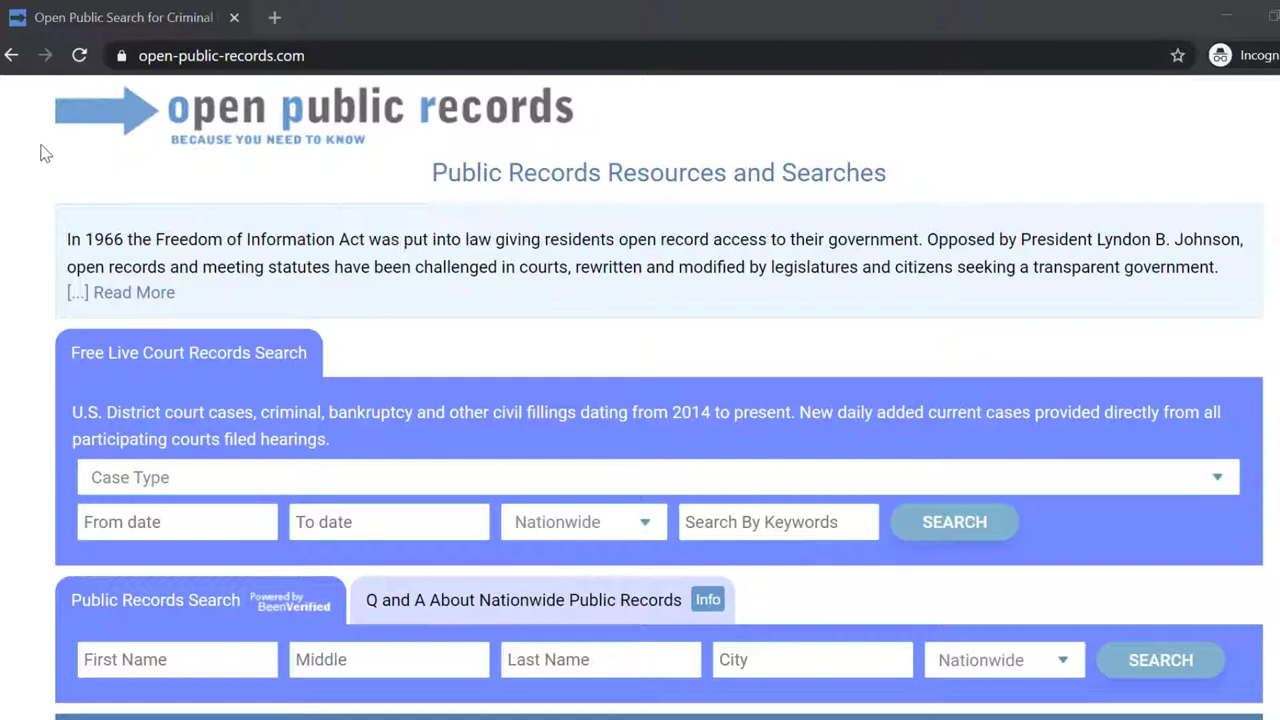 Open Public Search for Criminal
open-public-records.com
Incogn
open public records
BECAUSE YOU NEED TO KNOW
Public Records Resources and Searches
In 1966 the Freedom of Information Act was put into law giving residents open record access to their government. Opposed by President Lyndon B. Johnson,
open records and meeting statutes have been challenged in courts, rewritten and modified by legislatures and citizens seeking a transparent government.
[...] Read More
Free Live Court Records Search
U.S. District court cases, criminal, bankruptcy and other civil fillings dating from 2014 to present. New daily added current cases provided directly from all
participating courts filed hearings.
Case Type
From date To date Nationwide Search By Keywords SEARCH
Public Records Search Powered by BeenVerified Q and A About Nationwide Public Records Info
First Name Middle Last Name City Nationwide SEARCH